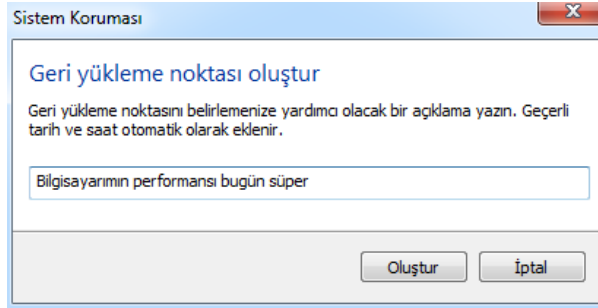 Sistem Koruması
Geri yükleme noktası oluştur
Geri yükleme noktasını belirlemenize yardımcı olacak bir açıklama yazın. Geçerli
tarih ve saat otomatik olarak eklenir.
Bilgisayarımın performansı bugün süper
Oluştur
İptal